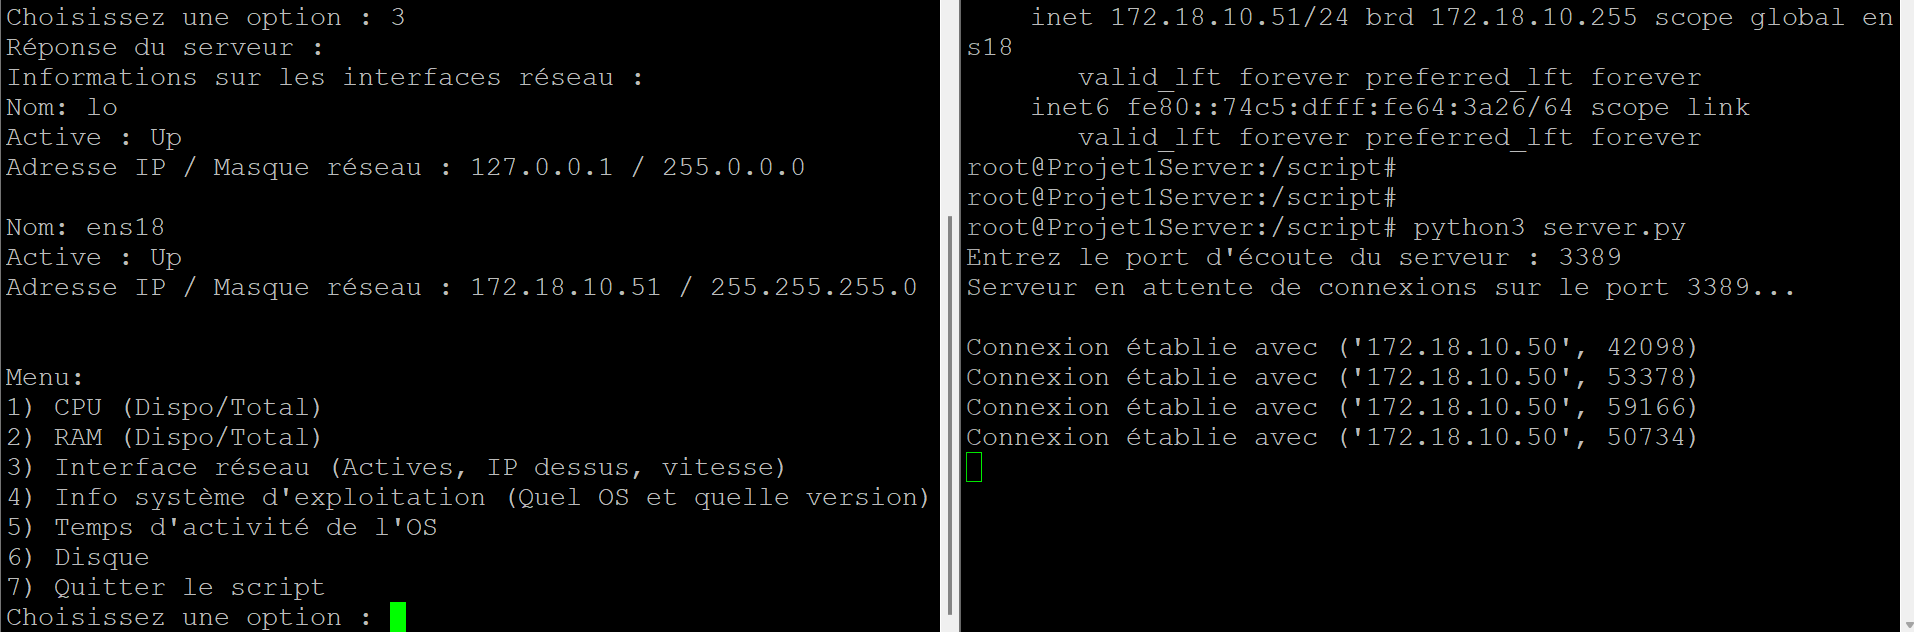 Choisissez une option : 3
Réponse du serveur :
Informations sur les interfaces réseau :
Nom: lo
Active : Up
Adresse IP / Masque réseau : 127.0.0.1 / 255.0.0.0
Nom: ens18
Active : Up
Adresse IP / Masque réseau : 172.18.10.51 / 255.255.255.0
Menu:
1) CPU (Dispo/Total)
2) RAM (Dispo/Total)
3) Interface réseau (Actives, IP dessus, vitesse)
4) Info système d'exploitation (Quel OS et quelle version)
5) Temps d'activité de l'OS
6) Disque
7) Quitter le script
Choisissez une option :
inet 172.18.10.51/24 brd 172.18.10.255 scope global en
s18
valid_lft forever preferred_lft forever
inet6 fe80::74c5:dfff:fe64:3a26/64 scope link
valid_lft forever preferred_lft forever
root@Projet1Server:/script#
root@Projet1Server:/script#
root@Projet1Server:/script# python3 server.py
Entrez le port d'écoute du serveur : 3389
Serveur en attente de connexions sur le port 3389...
Connexion établie avec ('172.18.10.50', 42098)
Connexion établie avec ('172.18.10.50', 53378)
Connexion établie avec ('172.18.10.50', 59166)
Connexion établie avec ('172.18.10.50', 50734)